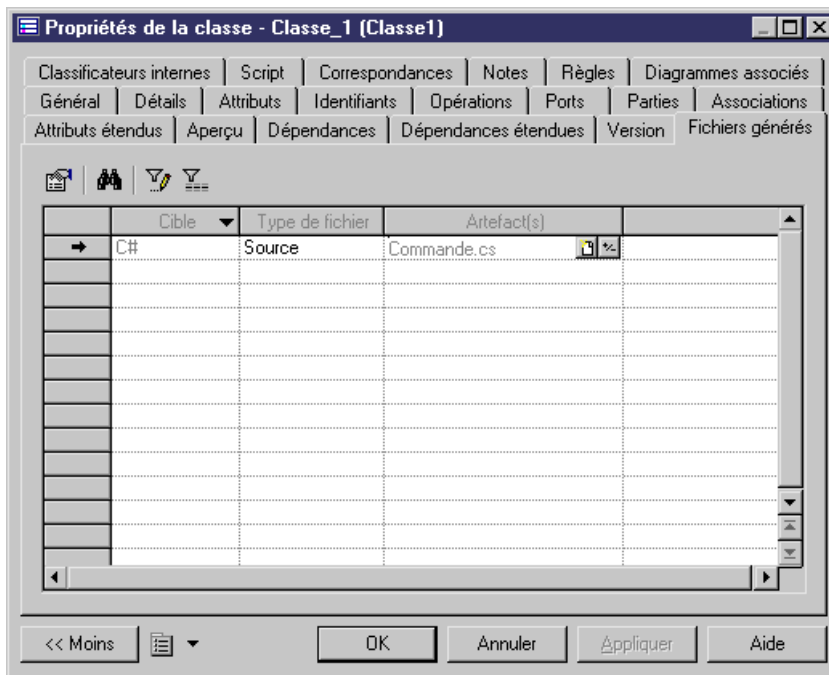 Propriétés de la classe - Classe_1 (Classe1)
Classificateurs internes Script Correspondances Notes Règles Diagrammes associés
Général Détails Attributs Identifiants Opérations Ports Parties Associations
Attributs étendus Aperçu Dépendances Dépendances étendues Version Fichiers générés
Cible Type de fichier Artefact(s)
C# Source Commande.cs
<< Moins OK Annuler Appliquer Aide